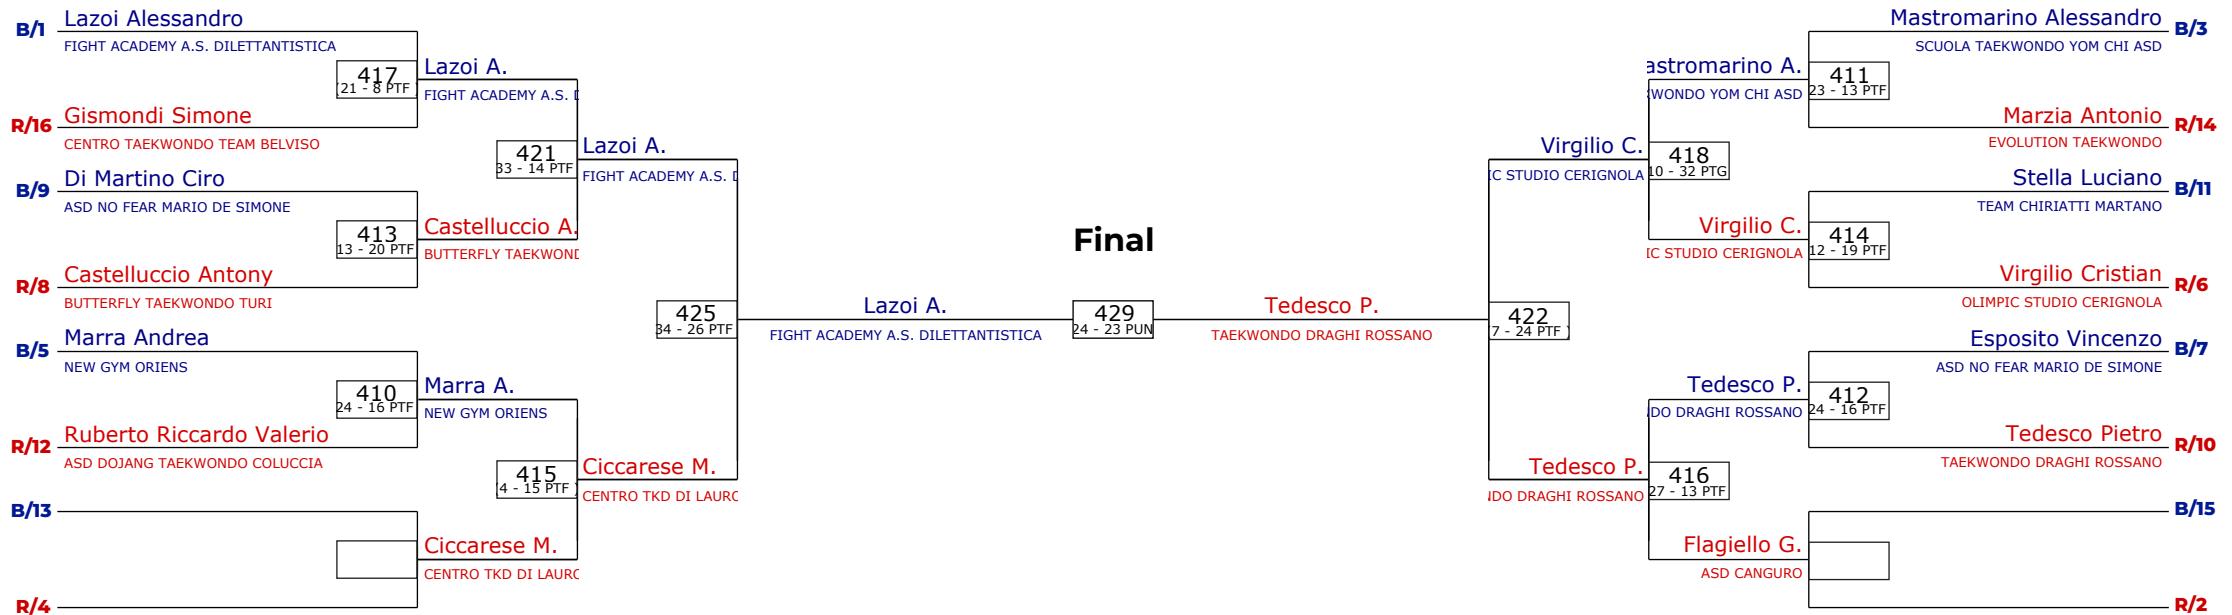 B/1 Lazoi Alessandro
FIGHT ACADEMY A.S. DILETTANTISTICA
417
(21 - 8 PTF
Lazoi A.
FIGHT ACADEMY A.S. D
R/16 Gismondi Simone
CENTRO TAEKWONDO TEAM BELVISO
421
33 - 14 PTF
Lazoi A.
FIGHT ACADEMY A.S. D
B/9 Di Martino Ciro
ASD NO FEAR MARIO DE SIMONE
413
13 - 20 PTF
Castelluccio A.
BUTTERFLY TAEKWOND
R/8 Castelluccio Antony
BUTTERFLY TAEKWONDO TURI
425
34 - 26 PTF
B/5 Marra Andrea
NEW GYM ORIENS
410
24 - 16 PTF
Marra A.
NEW GYM ORIENS
R/12 Ruberto Riccardo Valerio
ASD DOJANG TAEKWONDO COLUCCIA
415
(4 - 15 PTF )
Ciccarese M.
CENTRO TKD DI LAURO
B/13
Ciccarese M.
CENTRO TKD DI LAURO
R/4
Final
Lazoi A.
FIGHT ACADEMY A.S. DILETTANTISTICA
429
24 - 23 PUN
Tedesco P.
TAEKWONDO DRAGHI ROSSANO
Mastromarino Alessandro B/3
SCUOLA TAEKWONDO YOM CHI ASD
astromarino A.
KWONDO YOM CHI ASD
411
23 - 13 PTF
Marzia Antonio R/14
EVOLUTION TAEKWONDO
Virgilio C.
IC STUDIO CERIGNOLA
418
10 - 32 PTG
Stella Luciano B/11
TEAM CHIRIATTI MARTANO
Virgilio C.
IC STUDIO CERIGNOLA
414
12 - 19 PTF
Virgilio Cristian R/6
OLIMPIC STUDIO CERIGNOLA
422
(7 - 24 PTF )
Esposito Vincenzo B/7
ASD NO FEAR MARIO DE SIMONE
Tedesco P.
NDO DRAGHI ROSSANO
412
24 - 16 PTF
Tedesco Pietro R/10
TAEKWONDO DRAGHI ROSSANO
Tedesco P.
NDO DRAGHI ROSSANO
416
27 - 13 PTF
B/15
Flagiello G.
ASD CANGURO
R/2